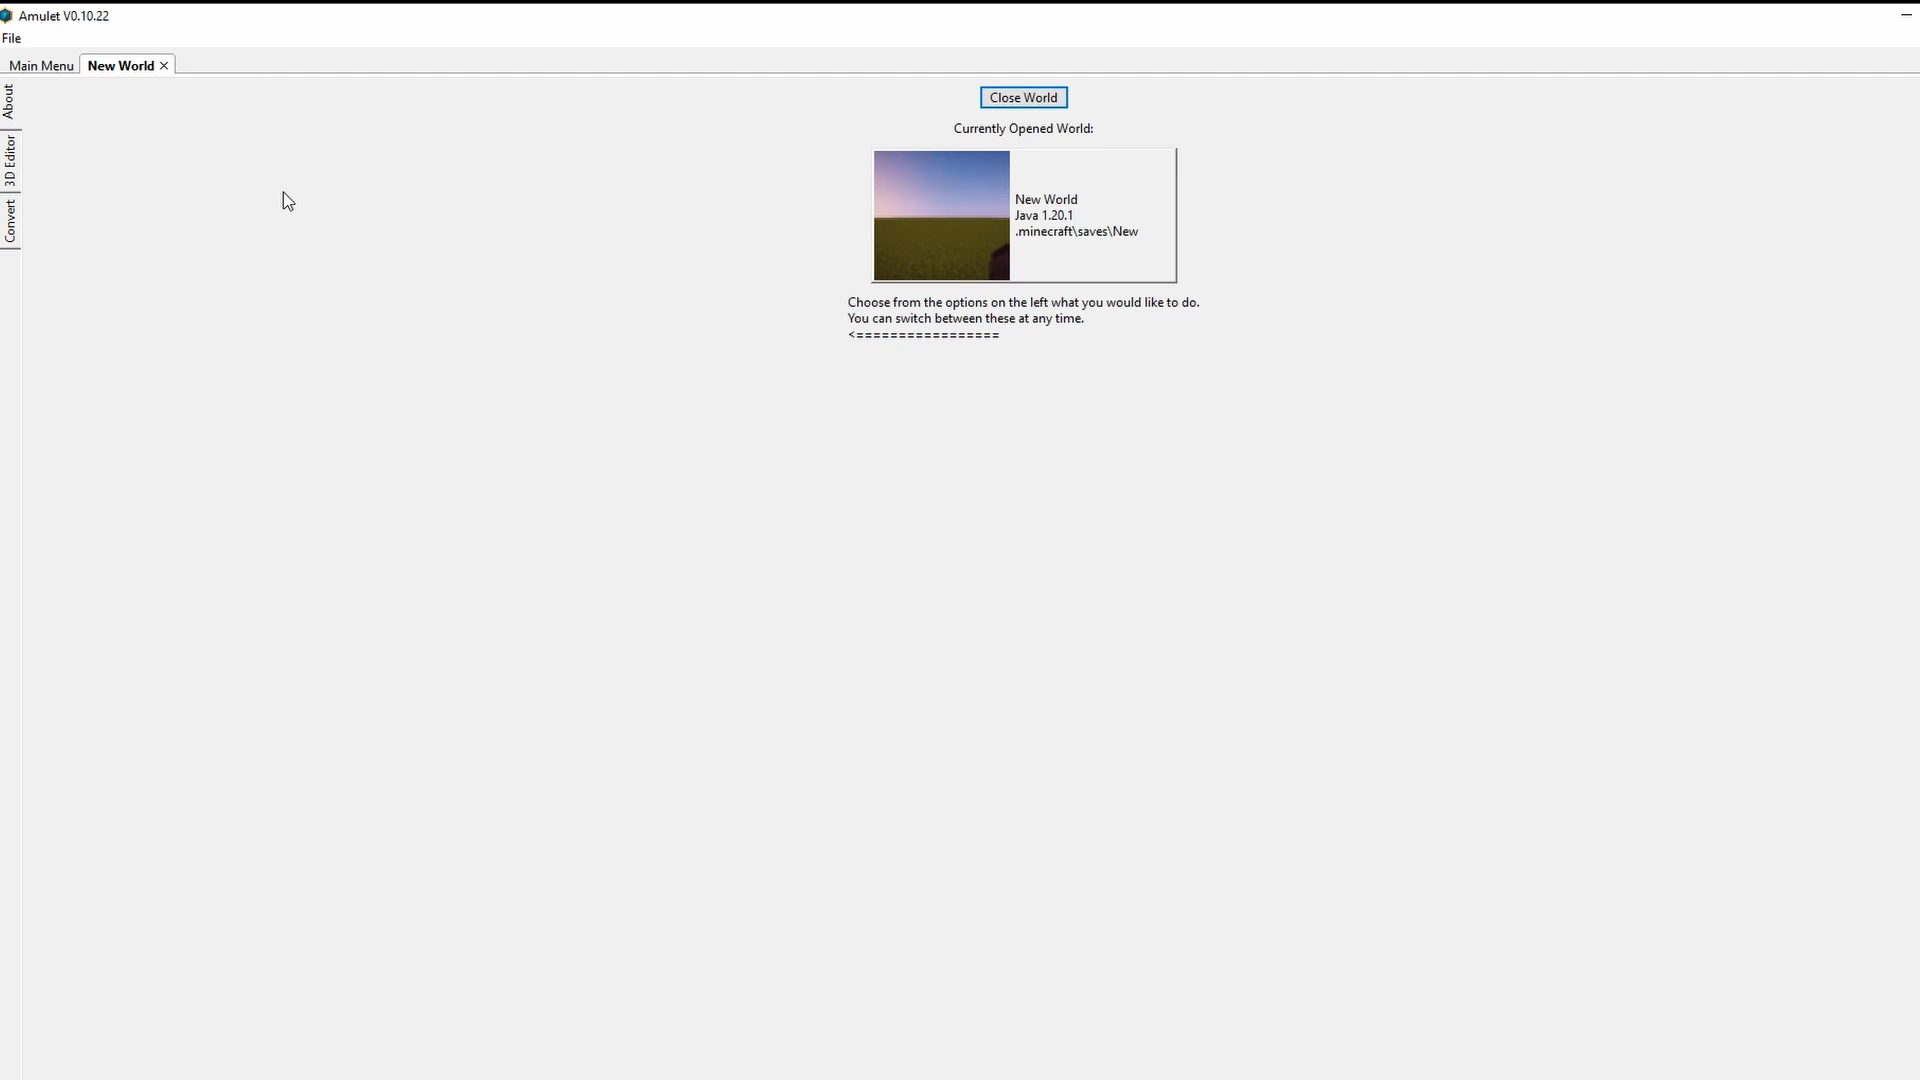 Amulet V0.10.22
File
Main Menu
New World
About
3D Editor
Convert
Close World
Currently Opened World:
New World
Java 1.20.1
.minecraft\saves\New
Choose from the options on the left what you would like to do.
You can switch between these at any time.
<=================